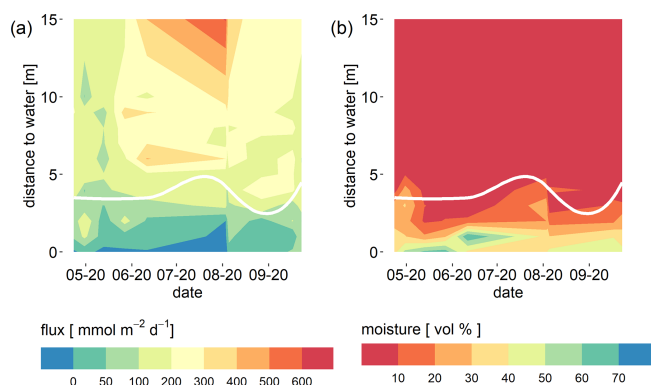 (a)
distance to water [m]
15
10
5
0
05-20 06-20 07-20 08-20 09-20
date
flux [ mmol m⁻² d⁻¹]
0 50 100 200 300 400 500 600
(b)
distance to water [m]
15
10
5
0
05-20 06-20 07-20 08-20 09-20
date
moisture [ vol % ]
10 20 30 40 50 60 70